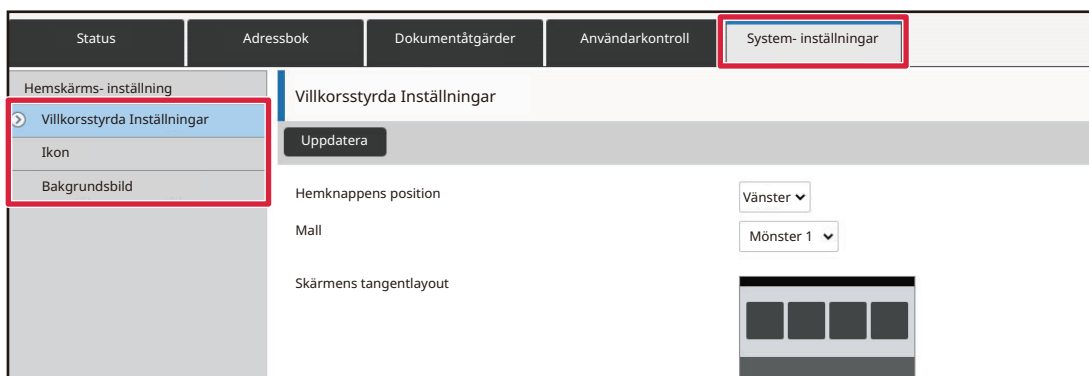 Status
Adressbok
Dokumentåtgärder
Användarkontroll
System- inställningar
Hemskärms- inställning
Villkorsstyrda Inställningar
Ikon
Bakgrundsbild
Villkorsstyrda Inställningar
Uppdatera
Hemknappens position
Vänster
Mall
Mönster 1
Skärmens tangentlayout